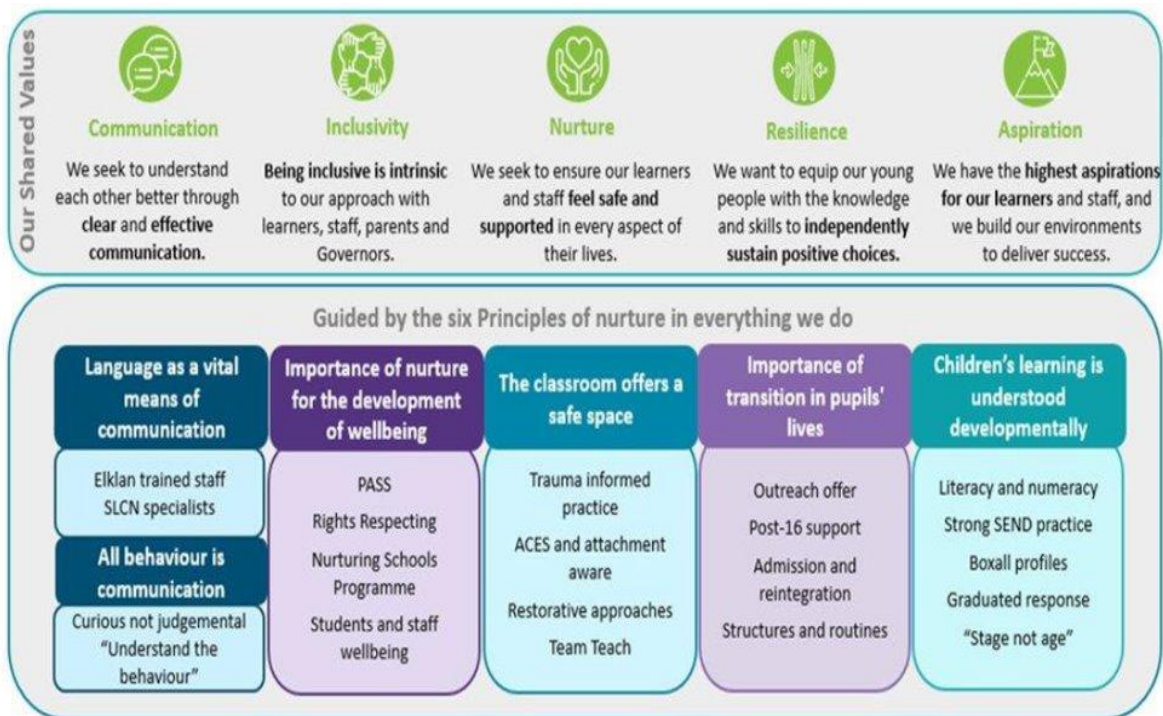 Our Shared Values
Communication
We seek to understand
each other better through
clear and effective
communication.
Inclusivity
Being inclusive is intrinsic
to our approach with
learners, staff, parents and
Governors.
Nurture
We seek to ensure our learners
and staff feel safe and
supported in every aspect of
their lives.
Resilience
We want to equip our young
people with the knowledge
and skills to independently
sustain positive choices.
Aspiration
We have the highest aspirations
for our learners and staff, and
we build our environments
to deliver success.
Guided by the six Principles of nurture in everything we do
Language as a vital
means of
communication
Elklan trained staff
SLCN specialists
All behaviour is
communication
Curious not judgemental
“Understand the
behaviour”
Importance of nurture
for the development
of wellbeing
PASS
Rights Respecting
Nurturing Schools
Programme
Students and staff
wellbeing
The classroom offers a
safe space
Trauma informed
practice
ACES and attachment
aware
Restorative approaches
Team Teach
Importance of
transition in pupils'
lives
Outreach offer
Post-16 support
Admission and
reintegration
Structures and routines
Children’s learning is
understood
developmentally
Literacy and numeracy
Strong SEND practice
Boxall profiles
Graduated response
“Stage not age”